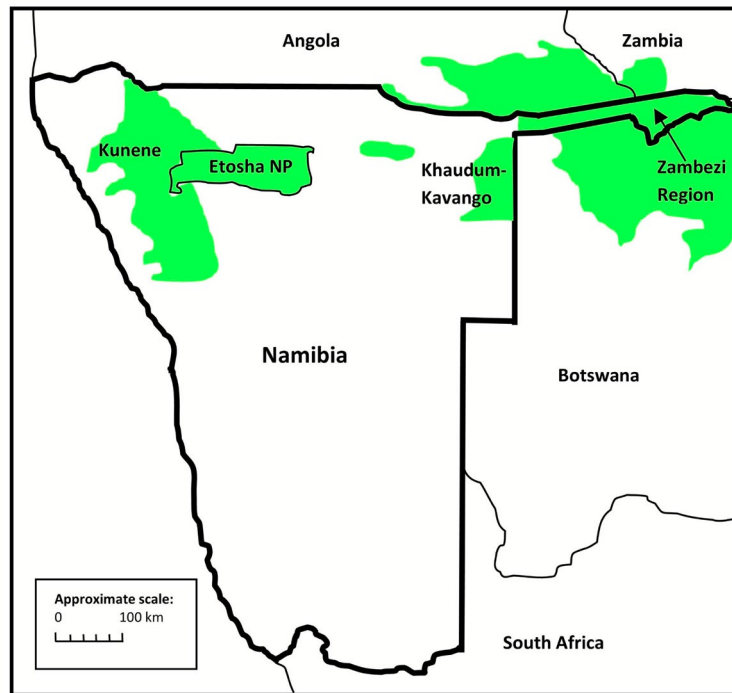 Angola
Zambia
Kunene
Etosha NP
Khaudum-
Kavango
Zambezi
Region
Namibia
Botswana
Approximate scale:
0 100 km
South Africa